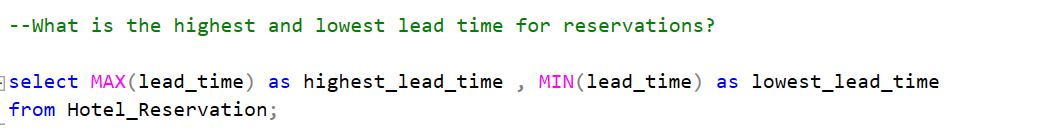 --What is the highest and lowest lead time for reservations?
select MAX(lead_time) as highest_lead_time , MIN(lead_time) as lowest_lead_time
from Hotel_Reservation;